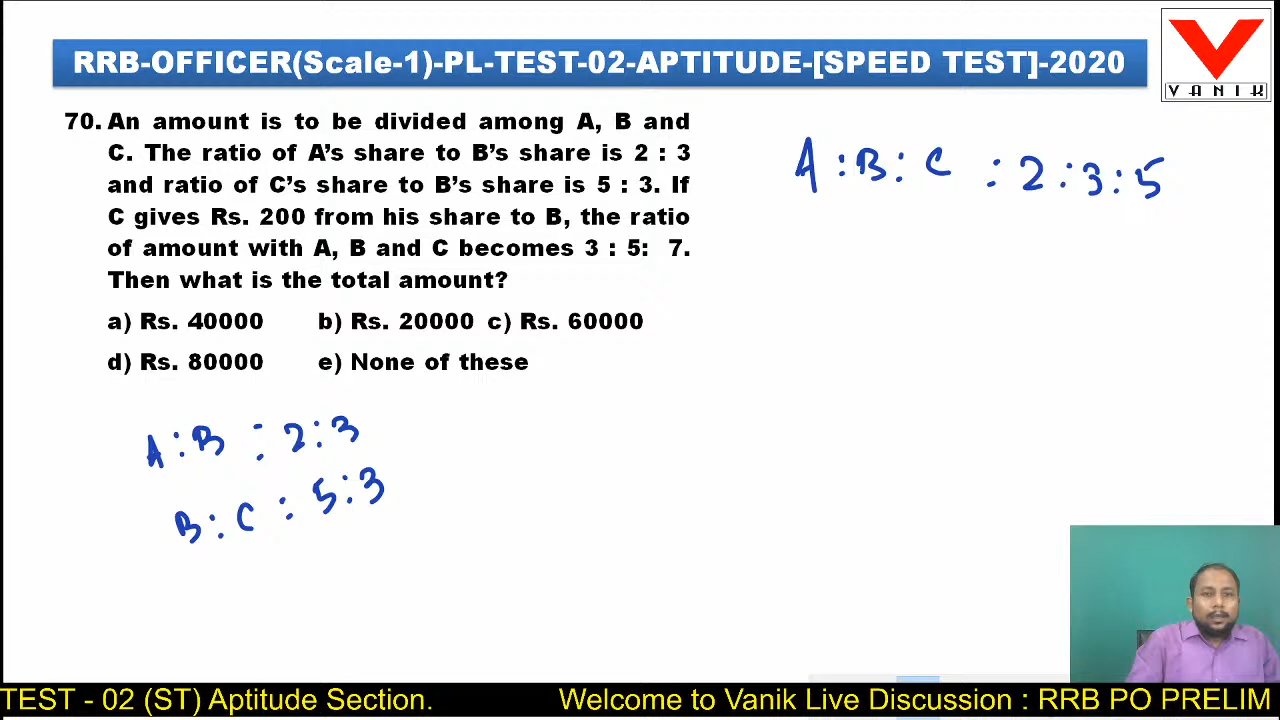 VANIK
RRB-OFFICER(Scale-1)-PL-TEST-02-APTITUDE-[SPEED TEST]-2020
70. An amount is to be divided among A, B and
C. The ratio of A’s share to B’s share is 2 : 3
and ratio of C’s share to B’s share is 5 : 3. If
C gives Rs. 200 from his share to B, the ratio
of amount with A, B and C becomes 3 : 5: 7.
Then what is the total amount?
a) Rs. 40000 b) Rs. 20000 c) Rs. 60000
d) Rs. 80000 e) None of these
A : B : C : 2 : 3 : 5
A : B : 2 : 3
B : C : 5 : 3
TEST - 02 (ST) Aptitude Section. Welcome to Vanik Live Discussion : RRB PO PRELIM